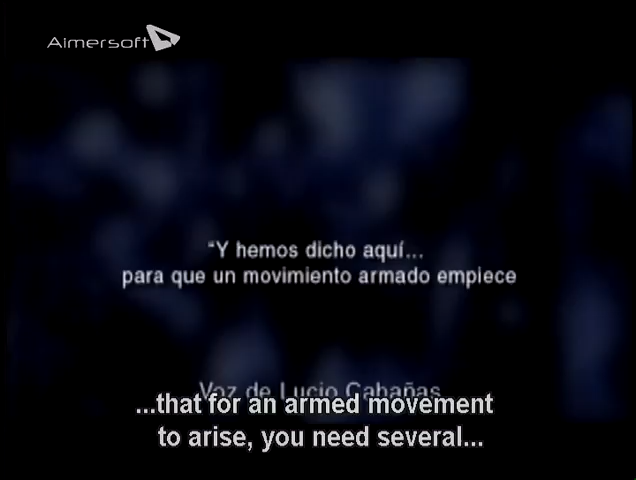 Aimersoft
"Y hemos dicho aquí...
para que un movimiento armado empiece
Voz de Lucio Cabañas
...that for an armed movement
to arise, you need several...